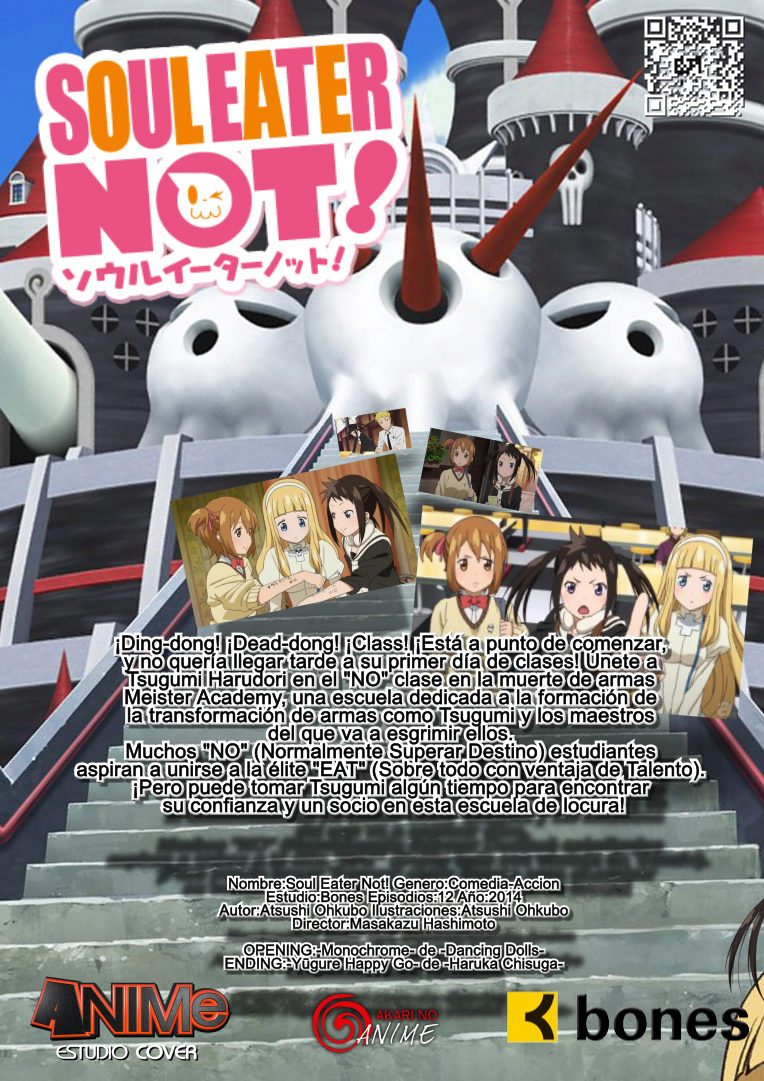 SOUL EATER
NOT!
ソウルイーターノット!
¡Ding-dong! ¡Dead-dong! ¡Class! ¡Está a punto de comenzar,
y no quería llegar tarde a su primer día de clases! Únete a
Tsugumi Harudori en el "NO" clase en la muerte de armas
Meister Academy, una escuela dedicada a la formación de
la transformación de armas como Tsugumi y los maestros
del que va a esgrimir ellos.
Muchos "NO" (Normalmente Superar Destino) estudiantes
aspiran a unirse a la élite "EAT" (Sobre todo con ventaja de Talento).
¡Pero puede tomar Tsugumi algún tiempo para encontrar
su confianza y un socio en esta escuela de locura!
Nombre:Soul Eater Not! Genero:Comedia-Accion
Estudio:Bones Episodios:12 Año:2014
Autor:Atsushi Ohkubo Ilustraciones:Atsushi Ohkubo
Director:Masakazu Hashimoto
OPENING:-Monochrome- de -Dancing Dolls-
ENDING:-Yûgure Happy Go- de -Haruka Chisuga-
ANIMe
ESTUDIO COVER
AKARI NO
ANIME
bones